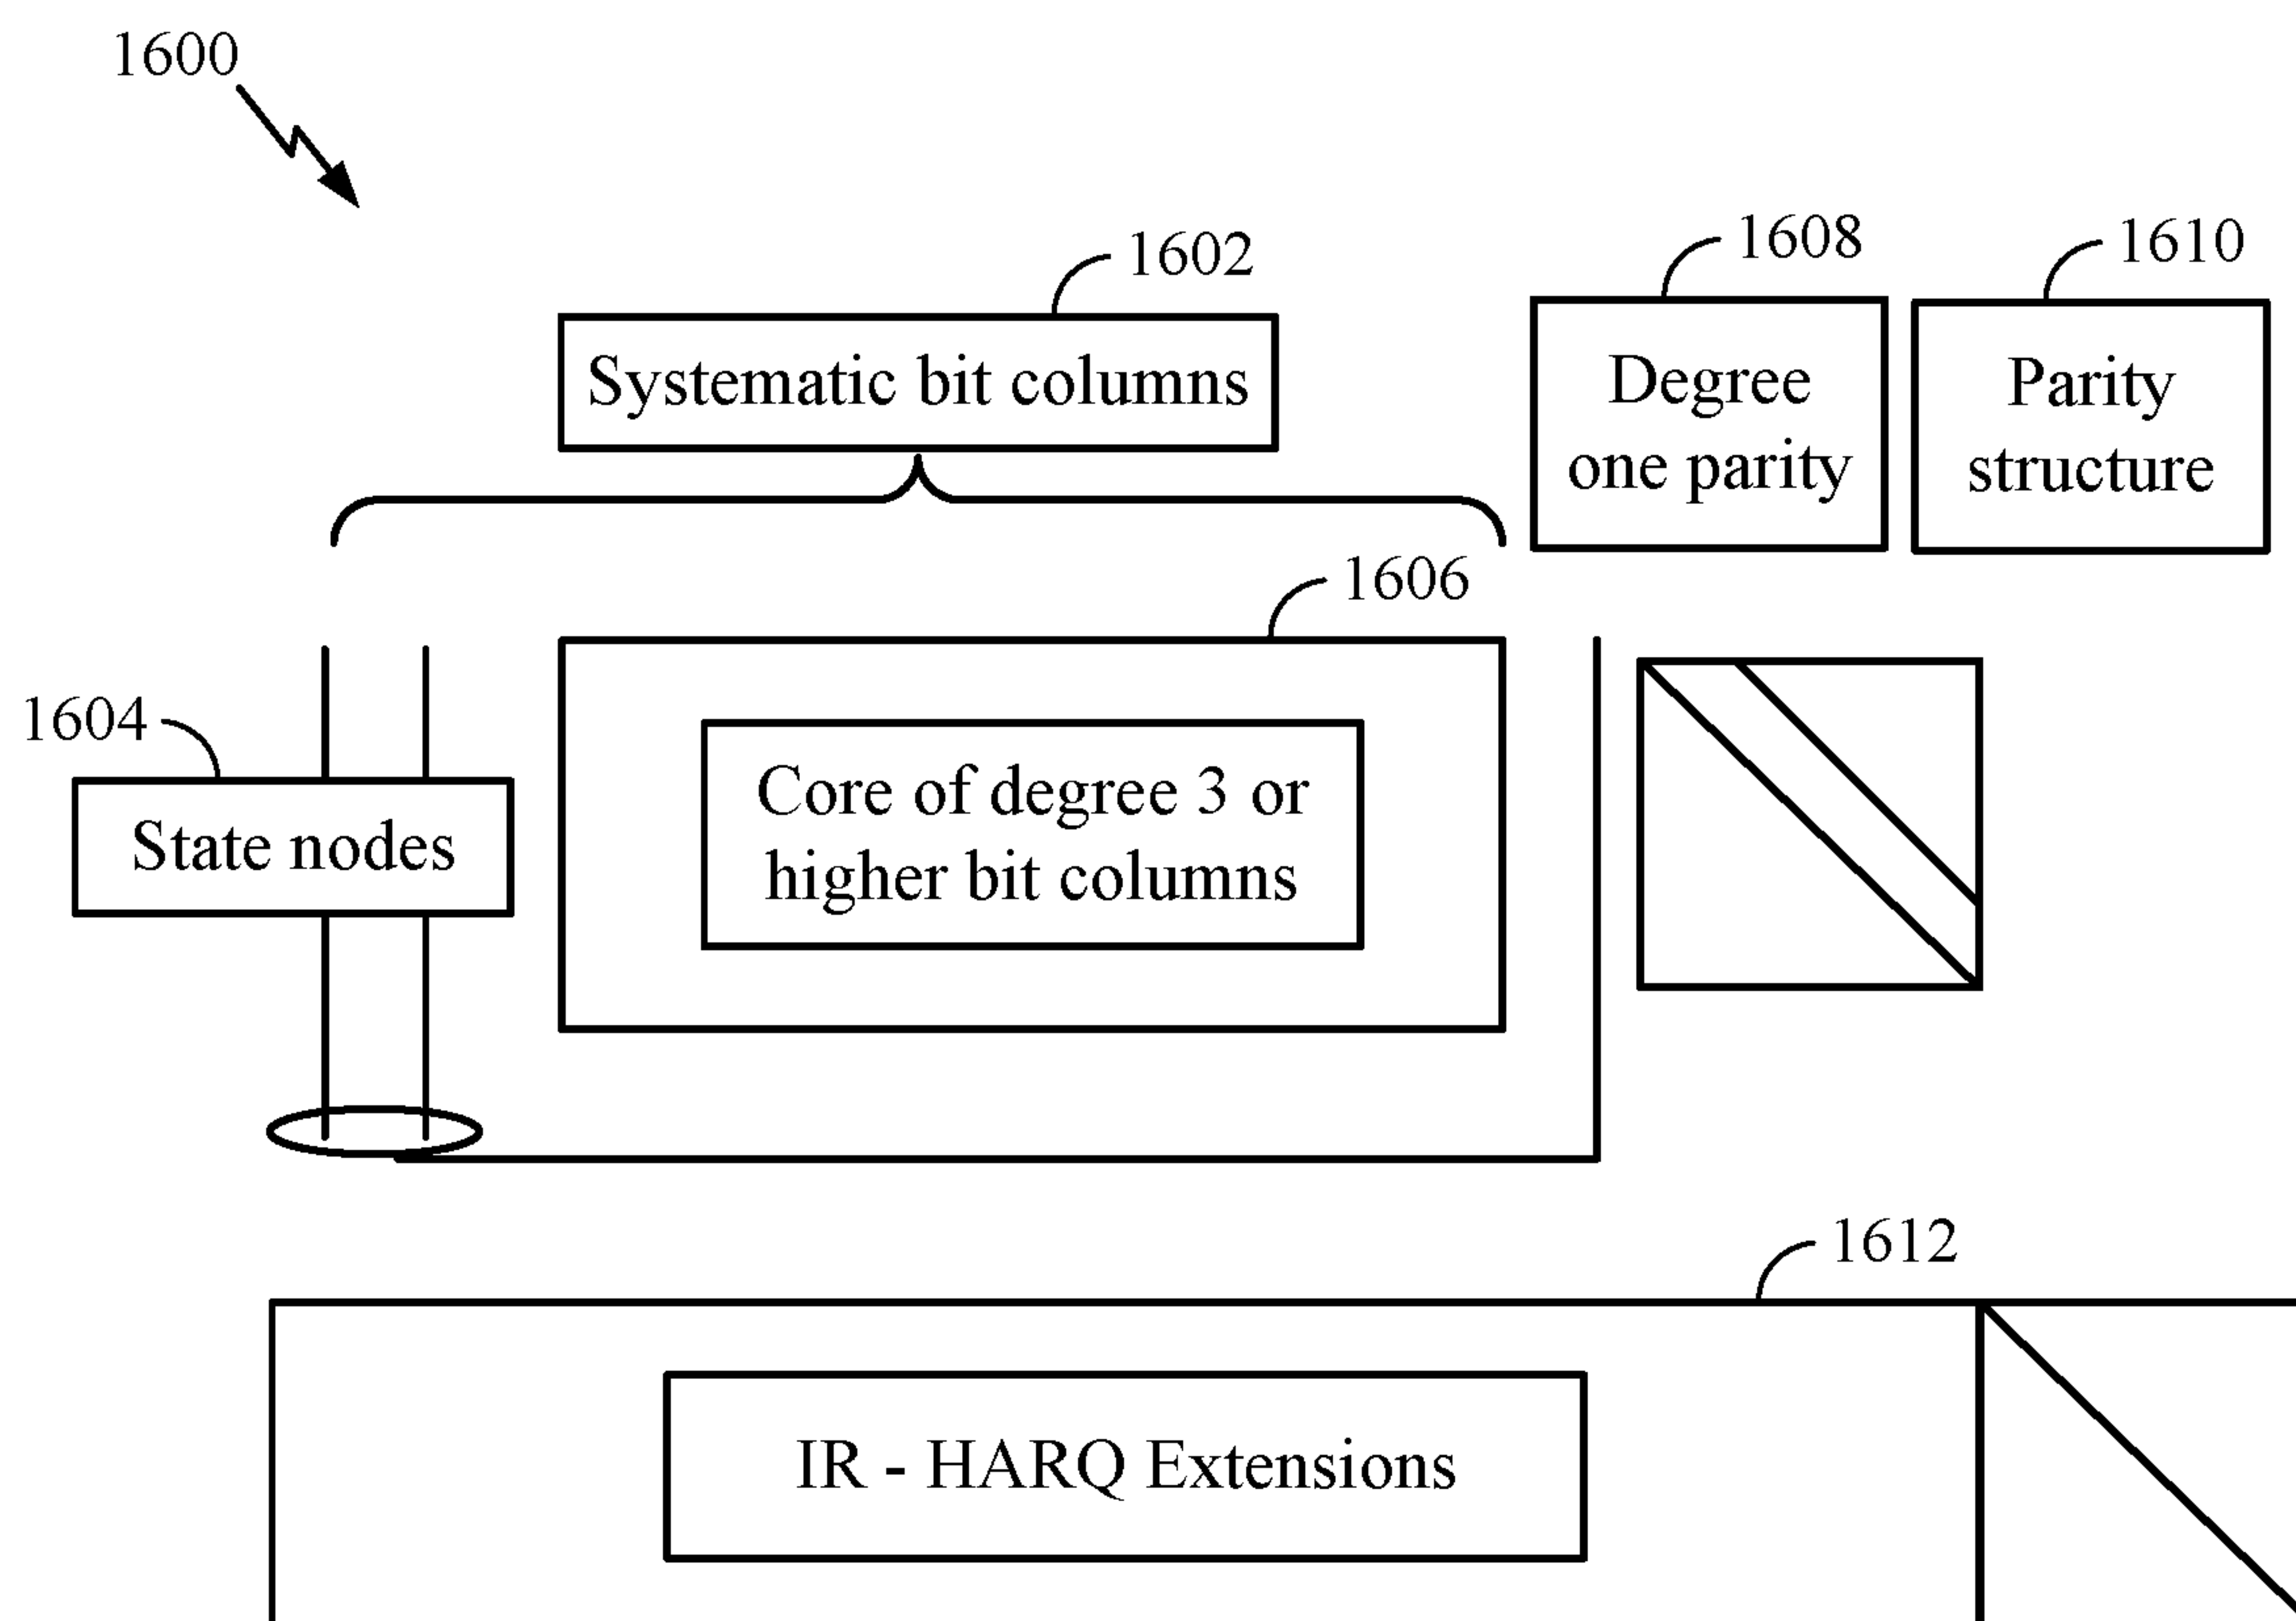 1600
1602
1608
1610
Systematic bit columns
Degree
one parity
Parity
structure
1606
1604
State nodes
Core of degree 3 or
higher bit columns
1612
IR - HARQ Extensions